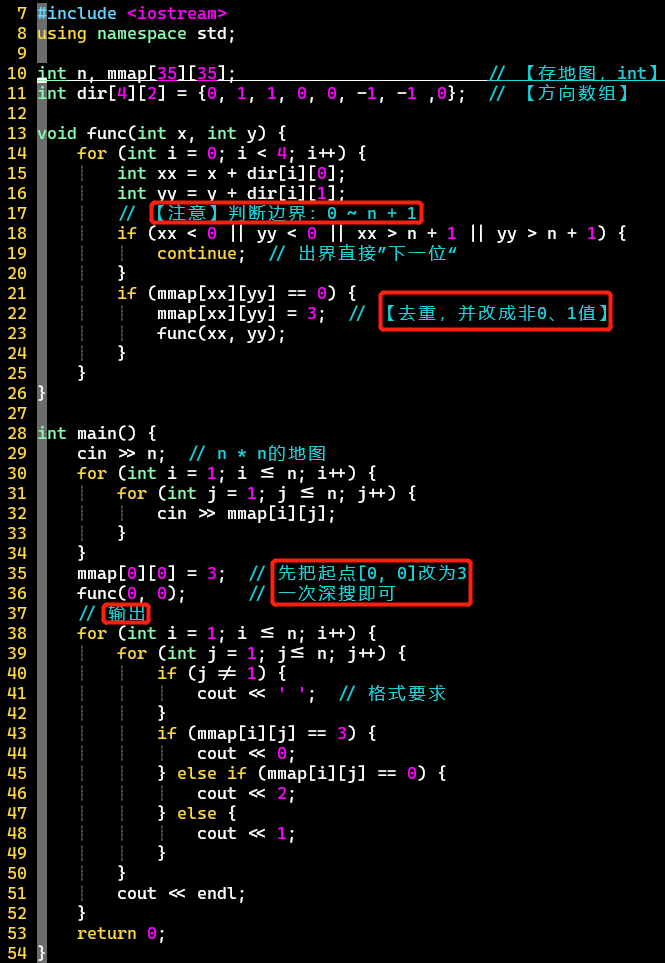 7 #include <iostream>
8 using namespace std;
9
10 int n, mmap[35][35]; // 【存地图，int】
11 int dir[4][2] = {0, 1, 1, 0, 0, -1, -1 ,0}; // 【方向数组】
12
13 void func(int x, int y) {
14 for (int i = 0; i < 4; i++) {
15 int xx = x + dir[i][0];
16 int yy = y + dir[i][1];
17 // 【注意】判断边界：0 ~ n + 1
18 if (xx < 0 || yy < 0 || xx > n + 1 || yy > n + 1) {
19 continue; // 出界直接”下一位“
20 }
21 if (mmap[xx][yy] == 0) {
22 mmap[xx][yy] = 3; // 【去重，并改成非0、1值】
23 func(xx, yy);
24 }
25 }
26 }
27
28 int main() {
29 cin >> n; // n * n的地图
30 for (int i = 1; i <= n; i++) {
31 for (int j = 1; j <= n; j++) {
32 cin >> mmap[i][j];
33 }
34 }
35 mmap[0][0] = 3; // 先把起点[0, 0]改为3
36 func(0, 0); // 一次深搜即可
37 // 输出
38 for (int i = 1; i <= n; i++) {
39 for (int j = 1; j<= n; j++) {
40 if (j != 1) {
41 cout << ' '; // 格式要求
42 }
43 if (mmap[i][j] == 3) {
44 cout << 0;
45 } else if (mmap[i][j] == 0) {
46 cout << 2;
47 } else {
48 cout << 1;
49 }
50 }
51 cout << endl;
52 }
53 return 0;
54 }